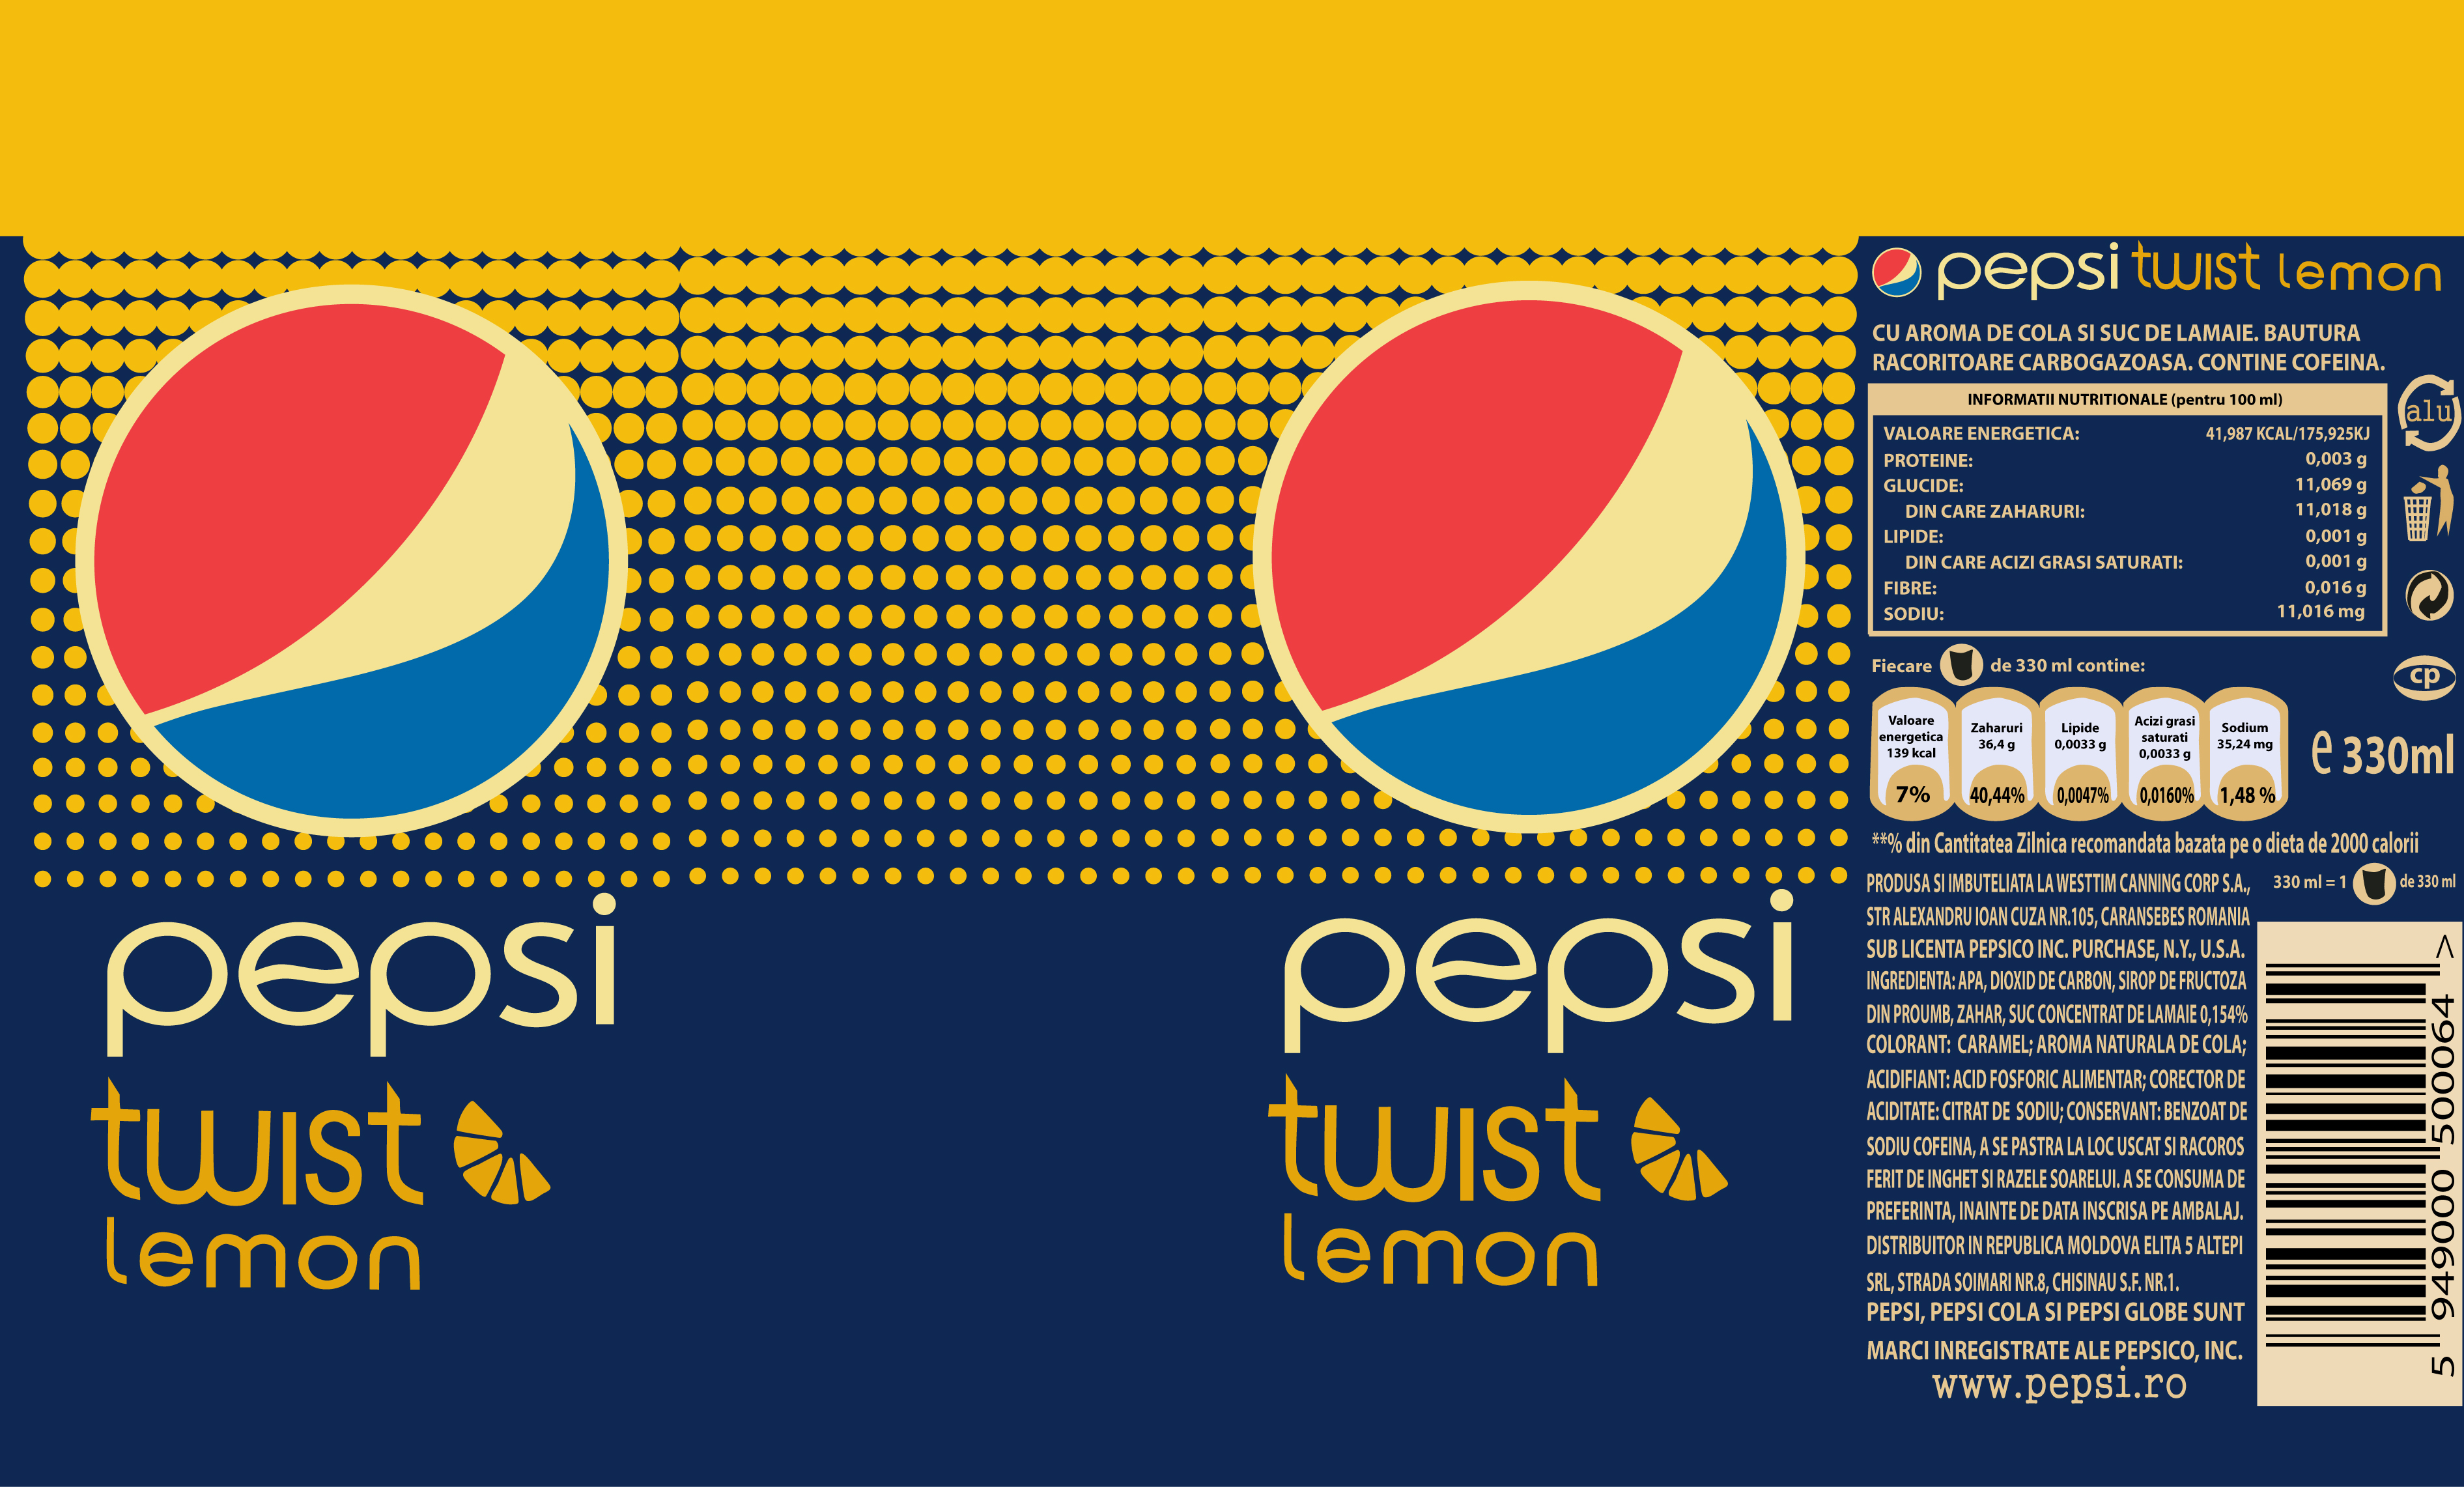 pepsi
twist
lemon
pepsi
twist
lemon
pepsi twist lemon
CU AROMA DE COLA SI SUC DE LAMAIE. BAUTURA
RACORITOARE CARBOGAZOASA. CONTINE COFEINA.
INFORMATII NUTRITIONALE (pentru 100 ml)
VALOARE ENERGETICA: 41,987 KCAL/175,925KJ
PROTEINE: 0,003 g
GLUCIDE: 11,069 g
DIN CARE ZAHARURI: 11,018 g
LIPIDE: 0,001 g
DIN CARE ACIZI GRASI SATURATI: 0,001 g
FIBRE: 0,016 g
SODIU: 11,016 mg
alu
cp
Fiecare de 330 ml contine:
Valoare
energetica
139 kcal
7%
Zaharuri
36,4 g
40,44%
Lipide
0,0033 g
0,0047%
Acizi grasi
saturati
0,0033 g
0,0160%
Sodium
35,24 mg
1,48 %
e 330ml
**% din Cantitatea Zilnica recomandata bazata pe o dieta de 2000 calorii
330 ml = 1 de 330 ml
PRODUSA SI IMBUTELIATA LA WESTTIM CANNING CORP S.A.,
STR ALEXANDRU IOAN CUZA NR.105, CARANSEBES ROMANIA
SUB LICENTA PEPSICO INC. PURCHASE, N.Y., U.S.A.
INGREDIENTA: APA, DIOXID DE CARBON, SIROP DE FRUCTOZA
DIN PROUMB, ZAHAR, SUC CONCENTRAT DE LAMAIE 0,154%
COLORANT: CARAMEL; AROMA NATURALA DE COLA;
ACIDIFIANT: ACID FOSFORIC ALIMENTAR; CORECTOR DE
ACIDITATE: CITRAT DE SODIU; CONSERVANT: BENZOAT DE
SODIU COFEINA, A SE PASTRA LA LOC USCAT SI RACOROS
FERIT DE INGHET SI RAZELE SOARELUI. A SE CONSUMA DE
PREFERINTA, INAINTE DE DATA INSCRISA PE AMBALAJ.
DISTRIBUITOR IN REPUBLICA MOLDOVA ELITA 5 ALTEPI
SRL, STRADA SOIMARI NR.8, CHISINAU S.F. NR.1.
PEPSI, PEPSI COLA SI PEPSI GLOBE SUNT
MARCI INREGISTRATE ALE PEPSICO, INC.
www.pepsi.ro
5 949000 500064 >